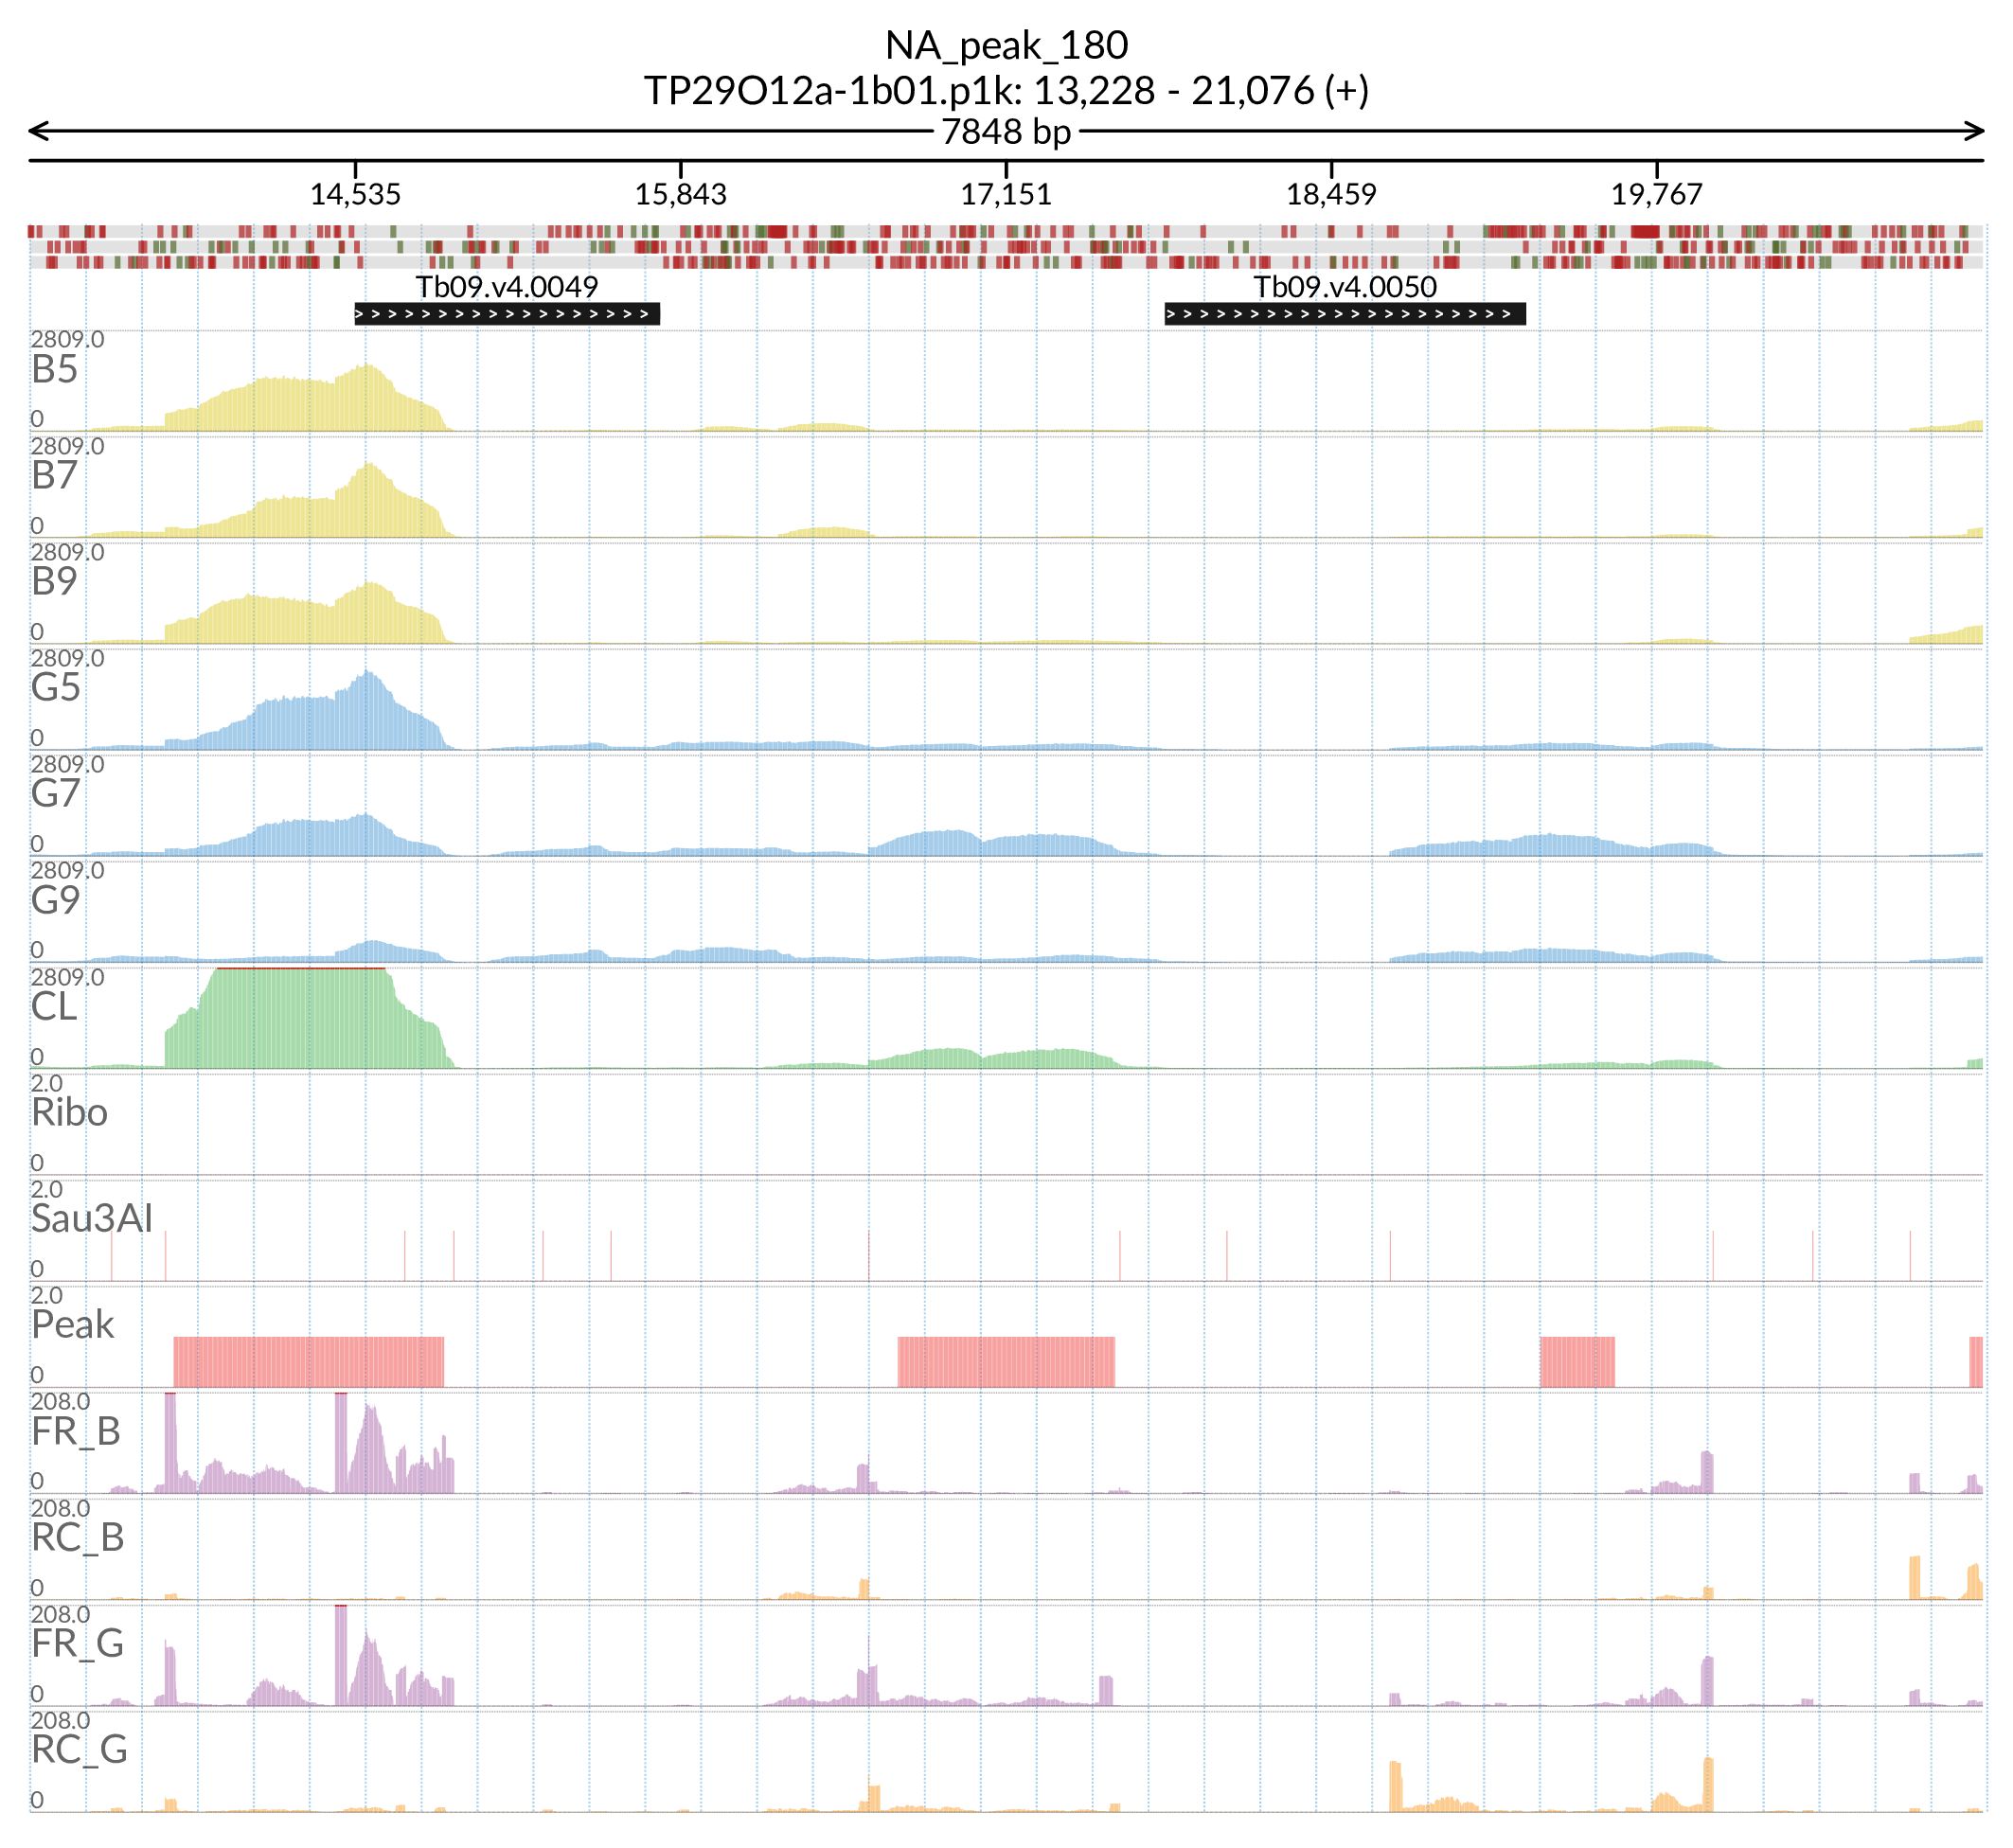 NA_peak_180
TP29O12a-1b01.p1k: 13,228 - 21,076 (+)
7848 bp
14,535 15,843 17,151 18,459 19,767
Tb09.v4.0049 Tb09.v4.0050
2809.0
B5
0
2809.0
B7
0
2809.0
B9
0
2809.0
G5
0
2809.0
G7
0
2809.0
G9
0
2809.0
CL
0
2.0
Ribo
0
2.0
Sau3AI
0
2.0
Peak
0
208.0
FR_B
0
208.0
RC_B
0
208.0
FR_G
0
208.0
RC_G
0